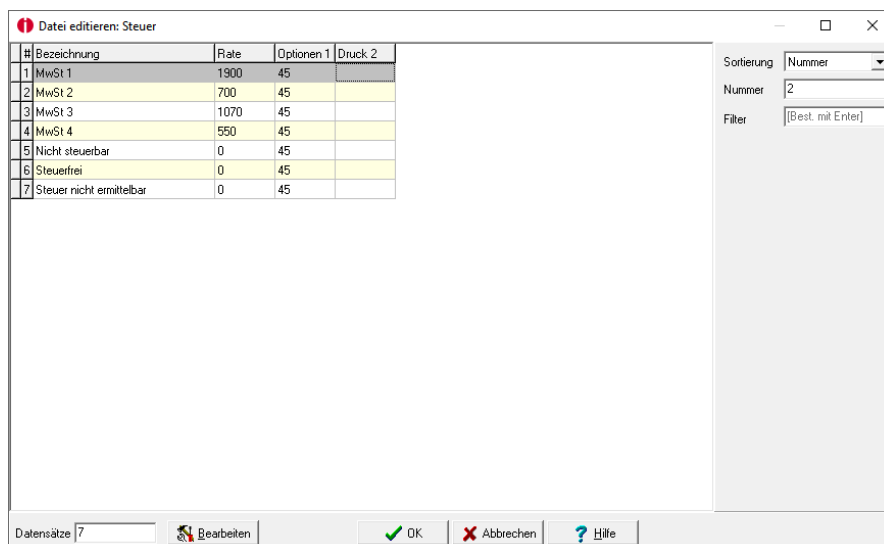 Datei editieren: Steuer
# Bezeichnung Rate Optionen 1 Druck 2
1 MwSt 1 1900 45
2 MwSt 2 700 45
3 MwSt 3 1070 45
4 MwSt 4 550 45
5 Nicht steuerbar 0 45
6 Steuerfrei 0 45
7 Steuer nicht ermittelbar 0 45
Sortierung Nummer
Nummer 2
Filter [Best. mit Enter]
Datensätze 7 Bearbeiten OK Abbrechen Hilfe